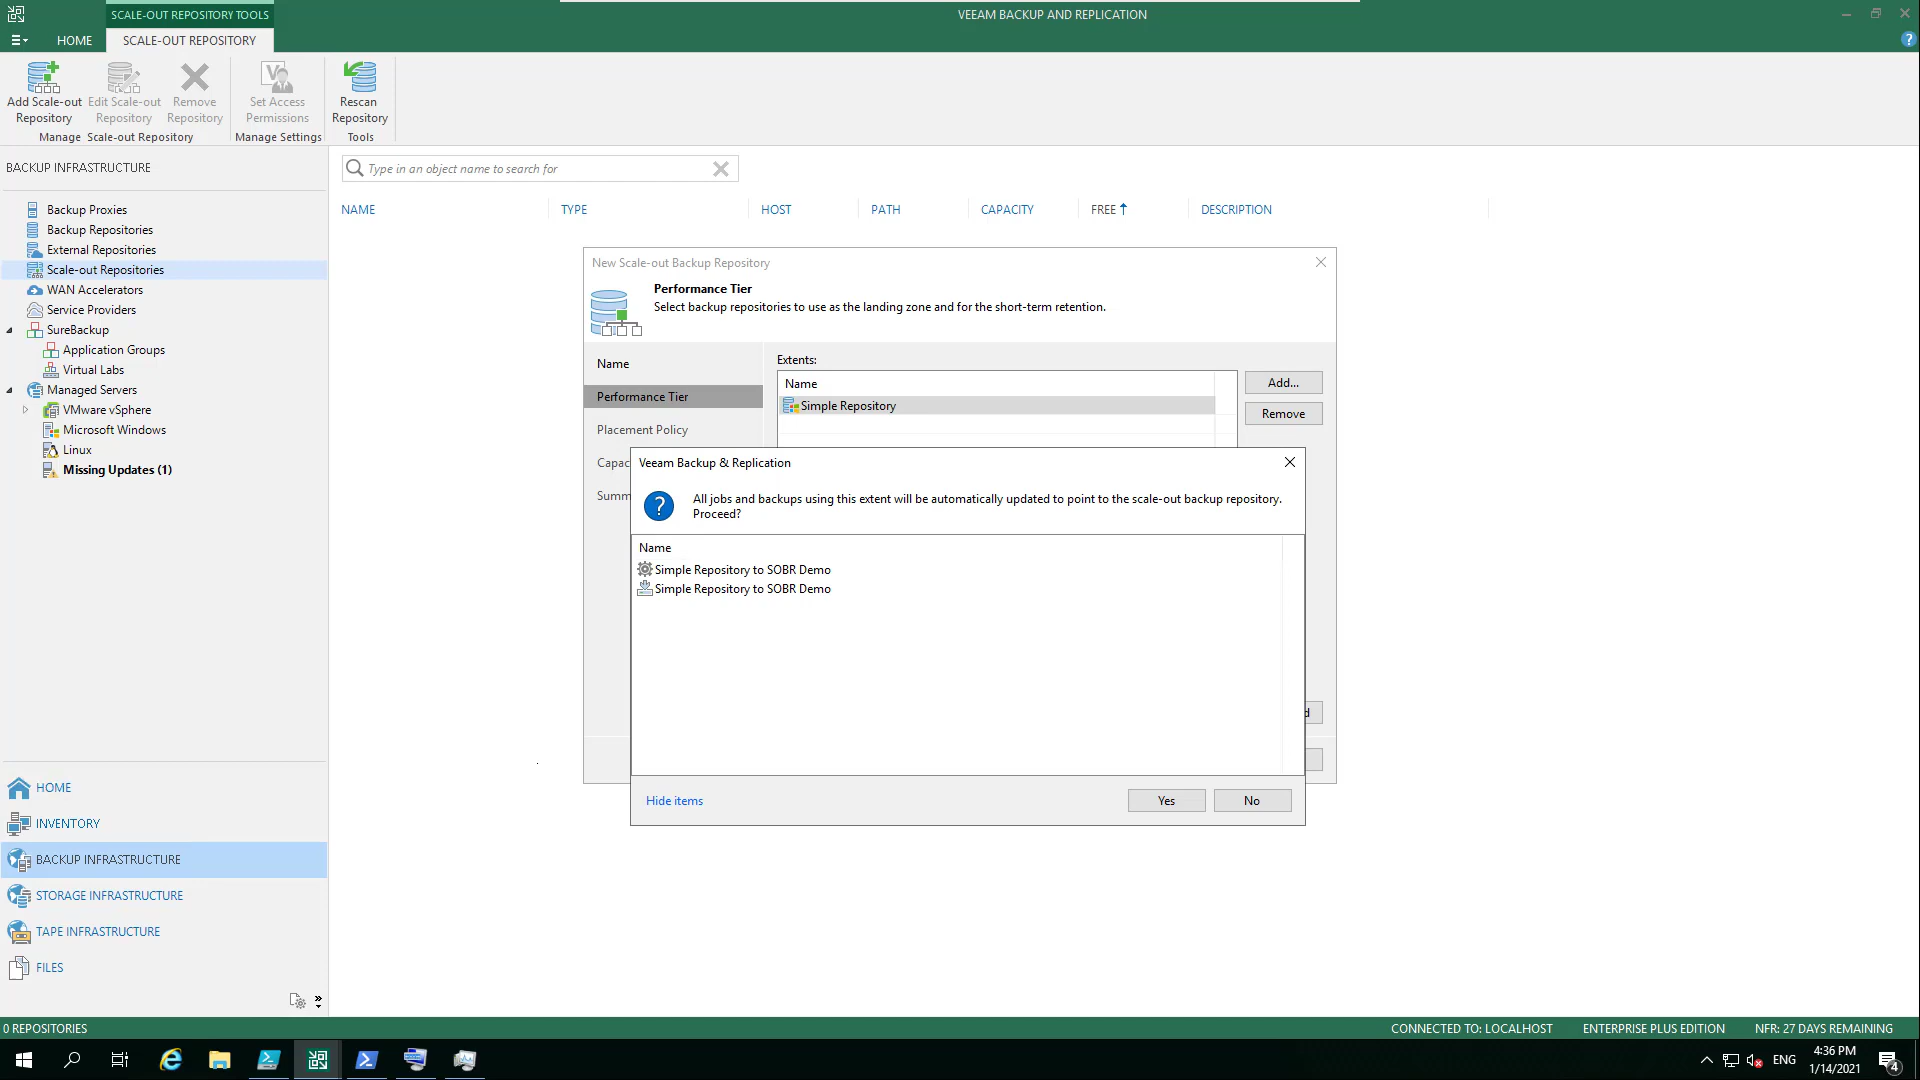 SCALE-OUT REPOSITORY TOOLS
VEEAM BACKUP AND REPLICATION
HOME
SCALE-OUT REPOSITORY
?
Add Scale-out
Repository
Edit Scale-out
Repository
Remove
Repository
Set Access
Permissions
Rescan
Repository
Manage Scale-out Repository
Manage Settings
Tools
BACKUP INFRASTRUCTURE
Type in an object name to search for
NAME
TYPE
HOST
PATH
CAPACITY
FREE
DESCRIPTION
Backup Proxies
Backup Repositories
External Repositories
Scale-out Repositories
WAN Accelerators
Service Providers
SureBackup
Application Groups
Virtual Labs
Managed Servers
VMware vSphere
Microsoft Windows
Linux
Missing Updates (1)
New Scale-out Backup Repository
Performance Tier
Select backup repositories to use as the landing zone and for the short-term retention.
Name
Performance Tier
Placement Policy
Capac
Summ
Extents:
Name
Simple Repository
Add...
Remove
d
Veeam Backup & Replication
?
All jobs and backups using this extent will be automatically updated to point to the scale-out backup repository.
Proceed?
Name
Simple Repository to SOBR Demo
Simple Repository to SOBR Demo
Hide items
Yes
No
HOME
INVENTORY
BACKUP INFRASTRUCTURE
STORAGE INFRASTRUCTURE
TAPE INFRASTRUCTURE
FILES
0 REPOSITORIES
CONNECTED TO: LOCALHOST
ENTERPRISE PLUS EDITION
NFR: 27 DAYS REMAINING
ENG
4:36 PM
1/14/2021
4